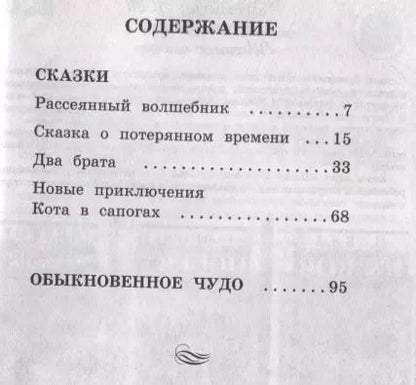 СОДЕРЖАНИЕ
СКАЗКИ
Рассеянный волшебник ..........7
Сказка о потерянном времени ...15
Два брата ..................33
Новые приключения
Кота в сапогах ..............68
ОБЫКНОВЕННОЕ ЧУДО .......95